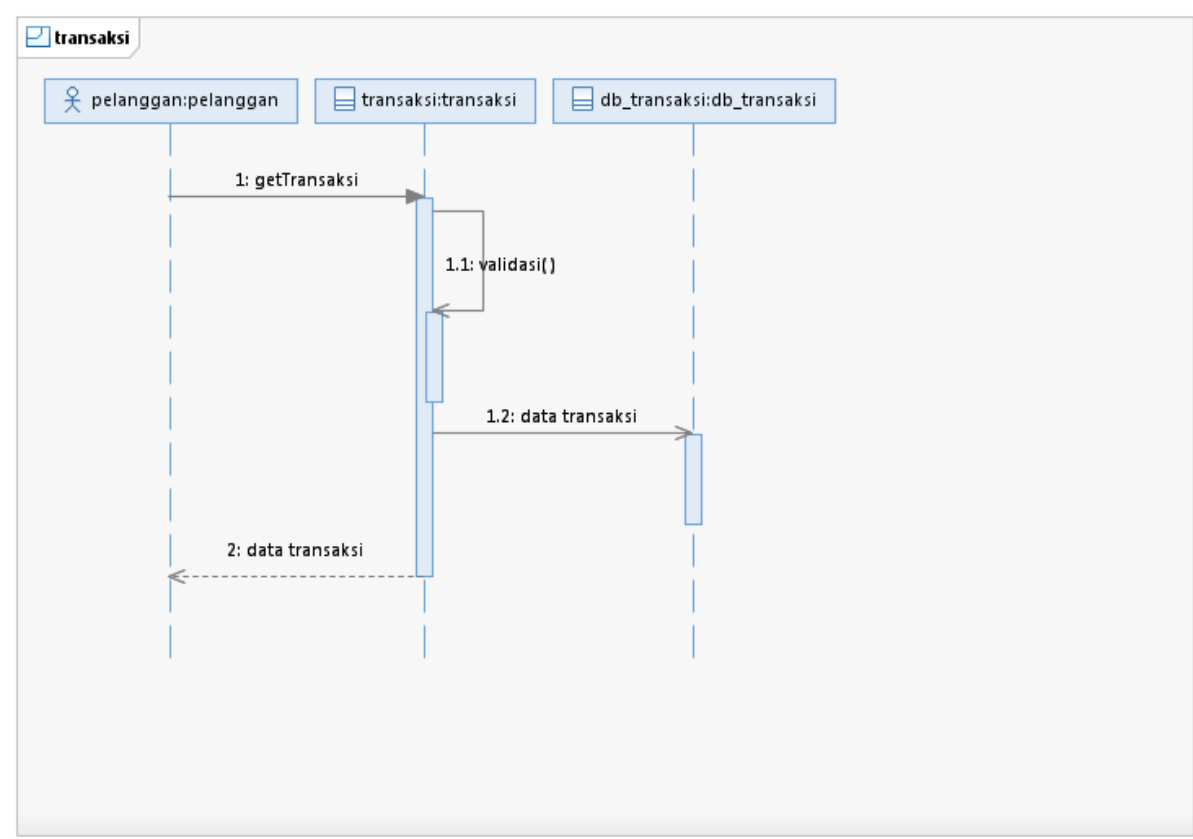 transaksi
pelanggan:pelanggan
transaksi:transaksi
db_transaksi:db_transaksi
1: getTransaksi
1.1: validasi()
1.2: data transaksi
2: data transaksi